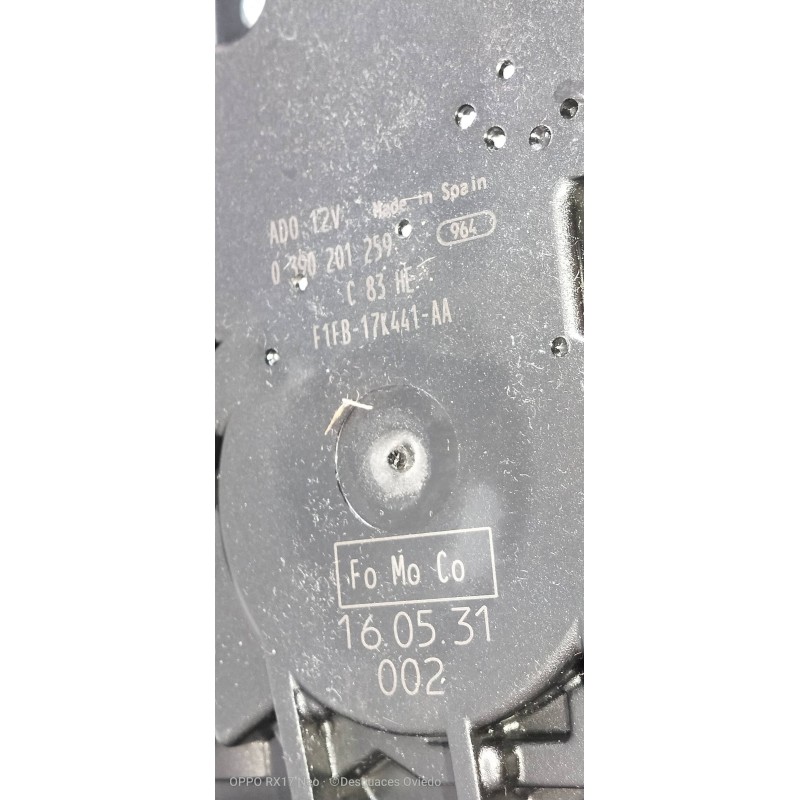 ADO 12V Made in Spain
0 390 201 259 964
C 83 HE
F1FB-17K441-AA
Fo Mo Co
16.05.31
002
OPPO RX17 Neo · ©Desguaces Oviedo